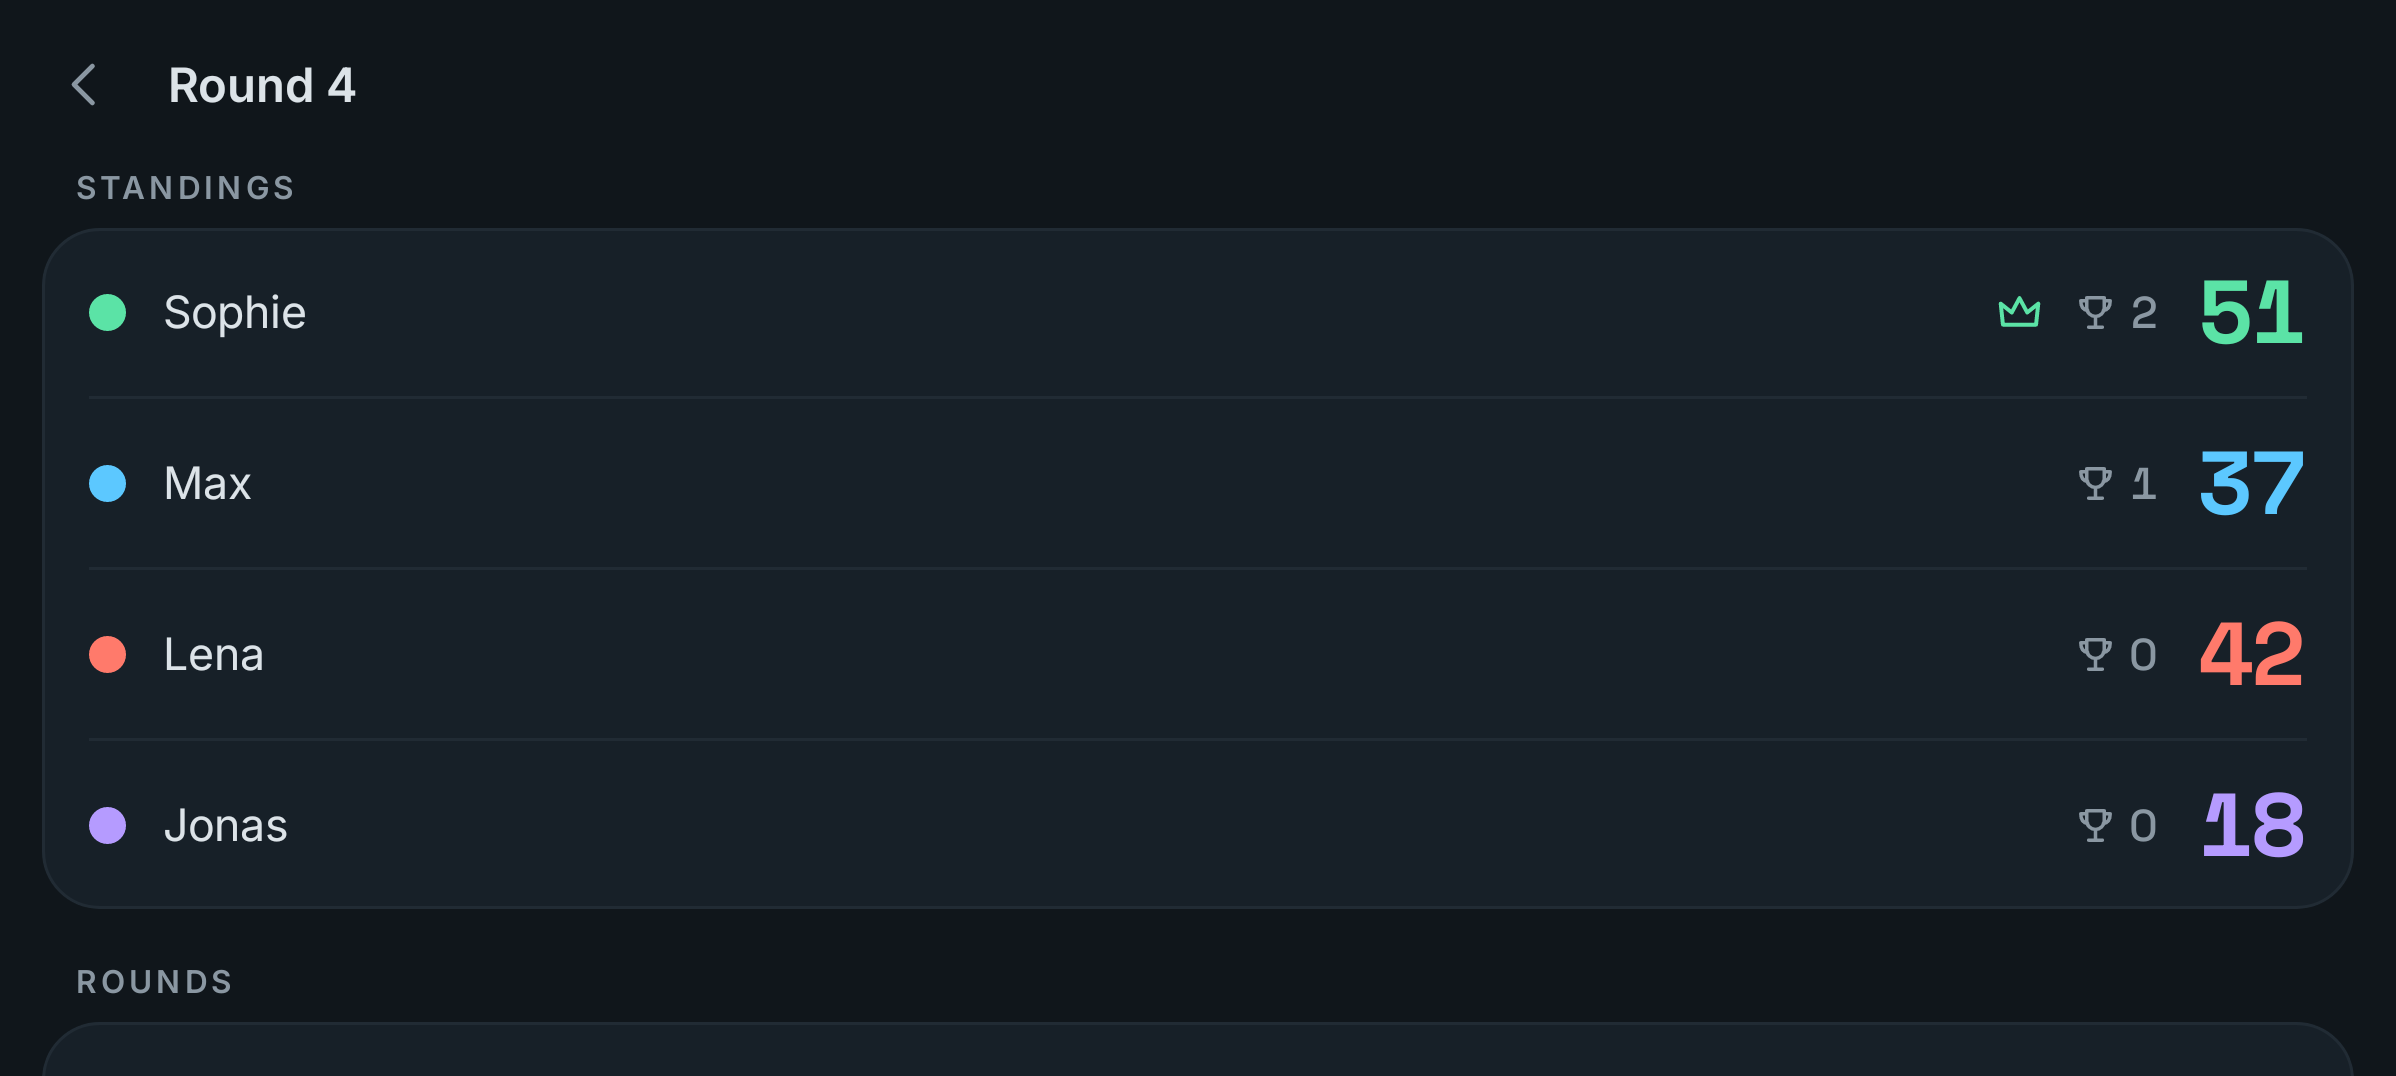 Round 4
STANDINGS
Sophie 2 51
Max 1 37
Lena 0 42
Jonas 0 18
ROUNDS